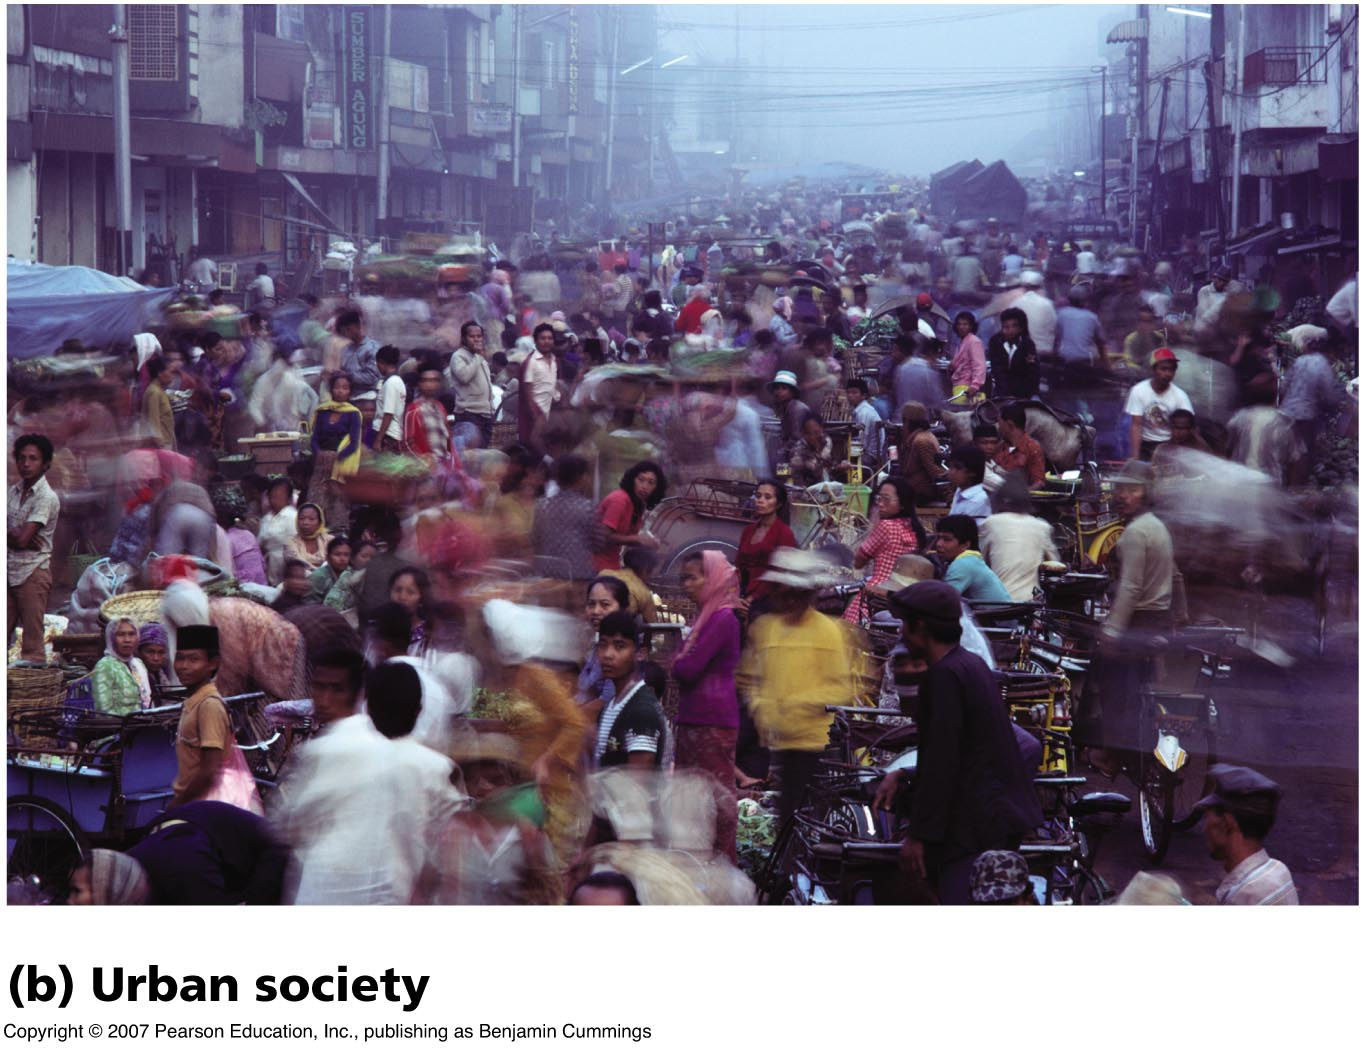 SUMBER AGUNG
(b) Urban society
Copyright © 2007 Pearson Education, Inc., publishing as Benjamin Cummings